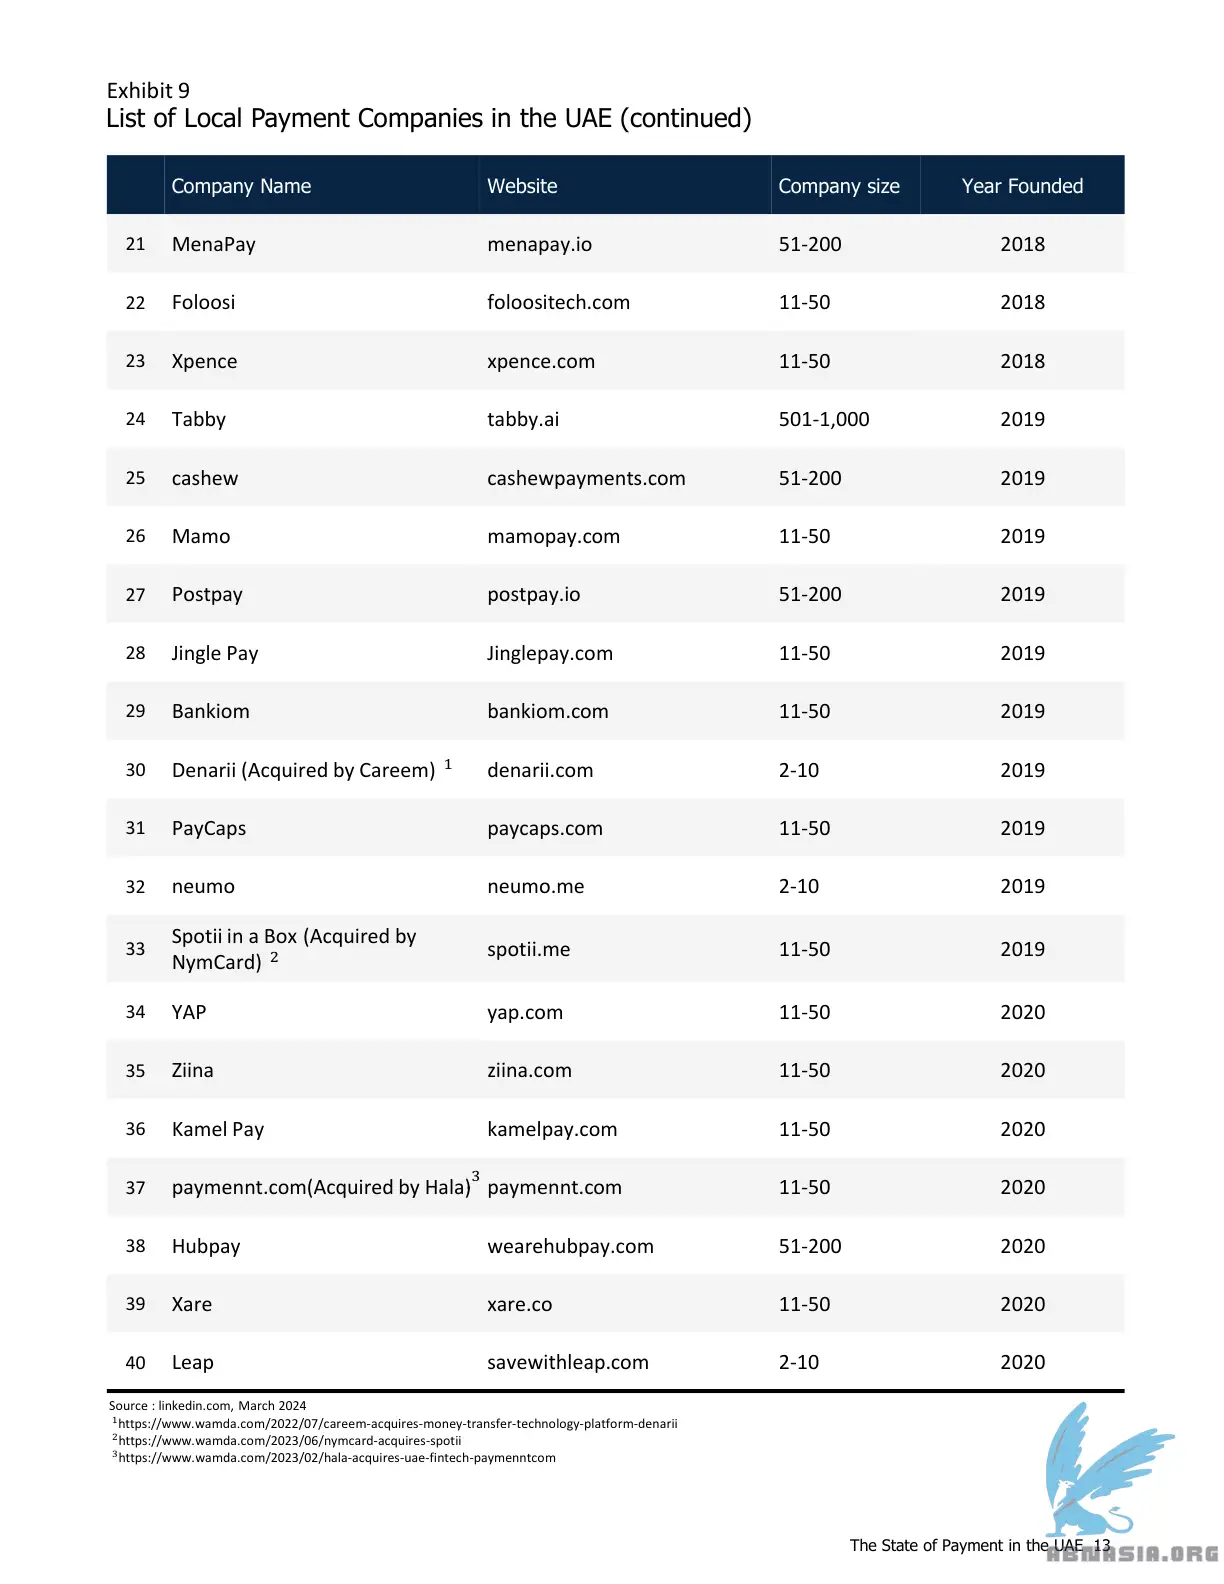 Exhibit 9
List of Local Payment Companies in the UAE (continued)
Company Name Website Company size Year Founded
21 MenaPay menapay.io 51-200 2018
22 Foloosi foloositech.com 11-50 2018
23 Xpence xpence.com 11-50 2018
24 Tabby tabby.ai 501-1,000 2019
25 cashew cashewpayments.com 51-200 2019
26 Mamo mamopay.com 11-50 2019
27 Postpay postpay.io 51-200 2019
28 Jingle Pay Jinglepay.com 11-50 2019
29 Bankiom bankiom.com 11-50 2019
30 Denarii (Acquired by Careem) 1 denarii.com 2-10 2019
31 PayCaps paycaps.com 11-50 2019
32 neumo neumo.me 2-10 2019
33 Spotii in a Box (Acquired by
NymCard) 2 spotii.me 11-50 2019
34 YAP yap.com 11-50 2020
35 Ziina ziina.com 11-50 2020
36 Kamel Pay kamelpay.com 11-50 2020
37 paymennt.com(Acquired by Hala)3 paymennt.com 11-50 2020
38 Hubpay wearehubpay.com 51-200 2020
39 Xare xare.co 11-50 2020
40 Leap savewithleap.com 2-10 2020
Source : linkedin.com, March 2024
1https://www.wamda.com/2022/07/careem-acquires-money-transfer-technology-platform-denarii
2https://www.wamda.com/2023/06/nymcard-acquires-spotii
3https://www.wamda.com/2023/02/hala-acquires-uae-fintech-paymenntcom
The State of Payment in the UAE 13
ABNASIA.ORG